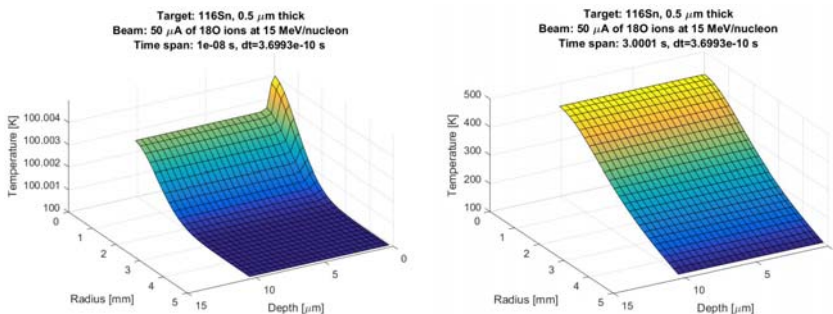 Target: 116Sn, 0.5 μm thick
Beam: 50 μA of 18O ions at 15 MeV/nucleon
Time span: 1e-08 s, dt=3.6993e-10 s
100.004
100.003
100.002
100.001
100
Temperature [K]
0
1
2
3
4
5
Radius [mm]
15
10
5
0
Depth [μm]
Target: 116Sn, 0.5 μm thick
Beam: 50 μA of 18O ions at 15 MeV/nucleon
Time span: 3.0001 s, dt=3.6993e-10 s
500
400
300
200
100
Temperature [K]
0
1
2
3
4
5
Radius [mm]
15
10
5
Depth [μm]